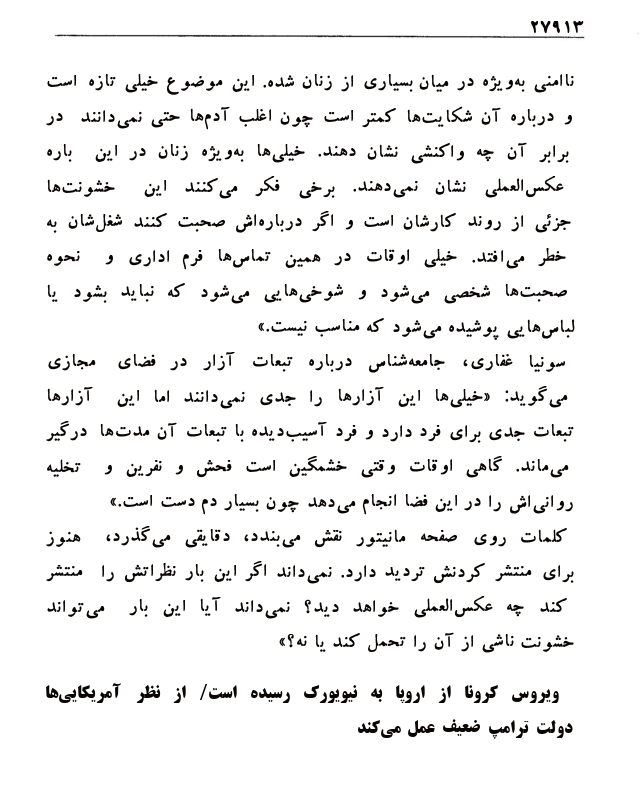 ۲۷۹۱۳
ناامنی به‌ویژه در میان بسیاری از زنان شده. این موضوع خیلی تازه است
و درباره آن شکایت‌ها کمتر است چون اغلب آدم‌ها حتی نمی‌دانند در
برابر آن چه واکنشی نشان دهند. خیلی‌ها به‌ویژه زنان در این باره
عکس‌العملی نشان نمی‌دهند. برخی فکر می‌کنند این خشونت‌ها
جزئی از روند کارشان است و اگر درباره‌اش صحبت کنند شغل‌شان به
خطر می‌افتد. خیلی اوقات در همین تماس‌ها فرم اداری و نحوه
صحبت‌ها شخصی می‌شود و شوخی‌هایی می‌شود که نباید بشود یا
لباس‌هایی پوشیده می‌شود که مناسب نیست.»
سونیا غفاری، جامعه‌شناس درباره تبعات آزار در فضای مجازی
می‌گوید: «خیلی‌ها این آزارها را جدی نمی‌دانند اما این آزارها
تبعات جدی برای فرد دارد و فرد آسیب‌دیده با تبعات آن مدت‌ها درگیر
می‌ماند. گاهی اوقات وقتی خشمگین است فحش و نفرین و تخلیه
روانی‌اش را در این فضا انجام می‌دهد چون بسیار دم دست است.»
کلمات روی صفحه مانیتور نقش می‌بندد، دقایقی می‌گذرد، هنوز
برای منتشر کردنش تردید دارد. نمی‌داند اگر این بار نظراتش را منتشر
کند چه عکس‌العملی خواهد دید؟ نمی‌داند آیا این بار می‌تواند
خشونت ناشی از آن را تحمل کند یا نه؟»
ویروس کرونا از اروپا به نیویورک رسیده است/ از نظر آمریکایی‌ها
دولت ترامپ ضعیف عمل می‌کند